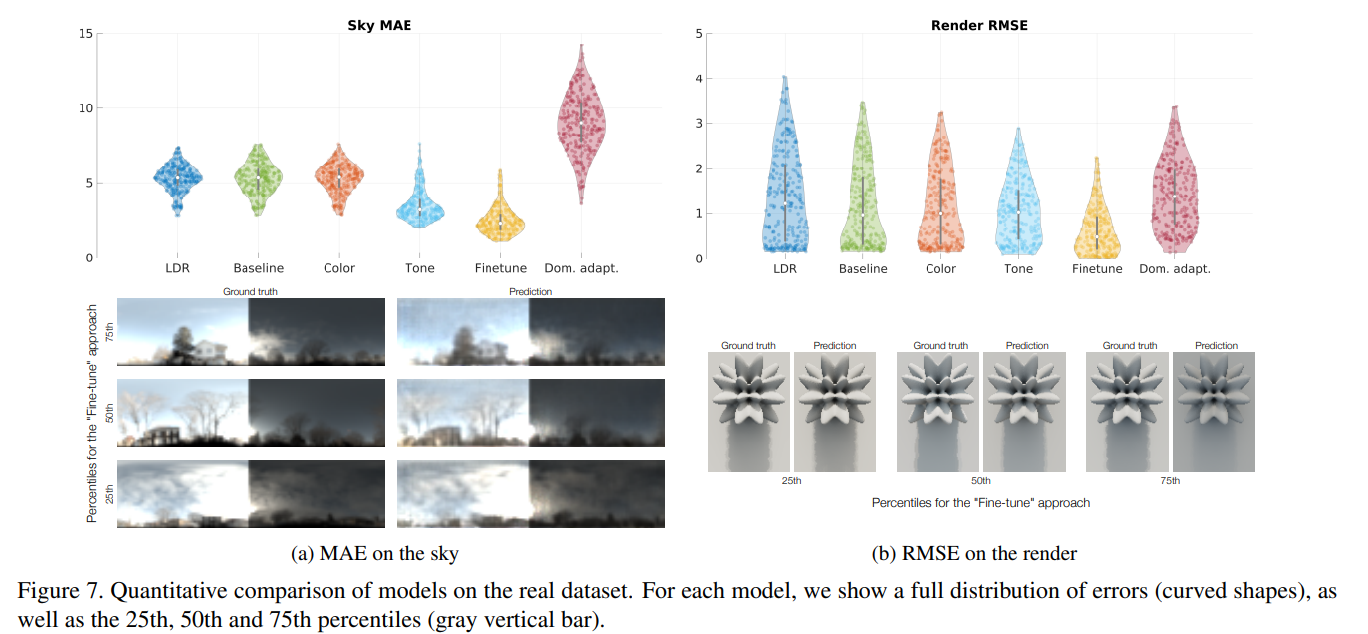 Sky MAE
15
10
5
0
LDR
Baseline
Color
Tone
Finetune
Dom. adapt.
Ground truth
Prediction
Percentiles for the "Fine-tune" approach
75th
50th
25th
(a) MAE on the sky
Render RMSE
5
4
3
2
1
0
LDR
Baseline
Color
Tone
Finetune
Dom. adapt.
Ground truth
Prediction
Ground truth
Prediction
Ground truth
Prediction
25th
50th
75th
Percentiles for the "Fine-tune" approach
(b) RMSE on the render
Figure 7. Quantitative comparison of models on the real dataset. For each model, we show a full distribution of errors (curved shapes), as
well as the 25th, 50th and 75th percentiles (gray vertical bar).